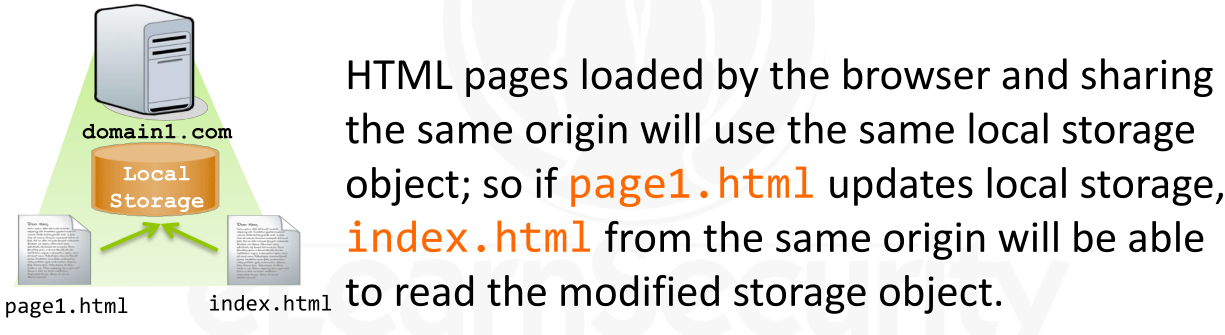 domain1.com
Local
Storage
page1.html
index.html
HTML pages loaded by the browser and sharing
the same origin will use the same local storage
object; so if page1.html updates local storage,
index.html from the same origin will be able
to read the modified storage object.
eLearnSecurity